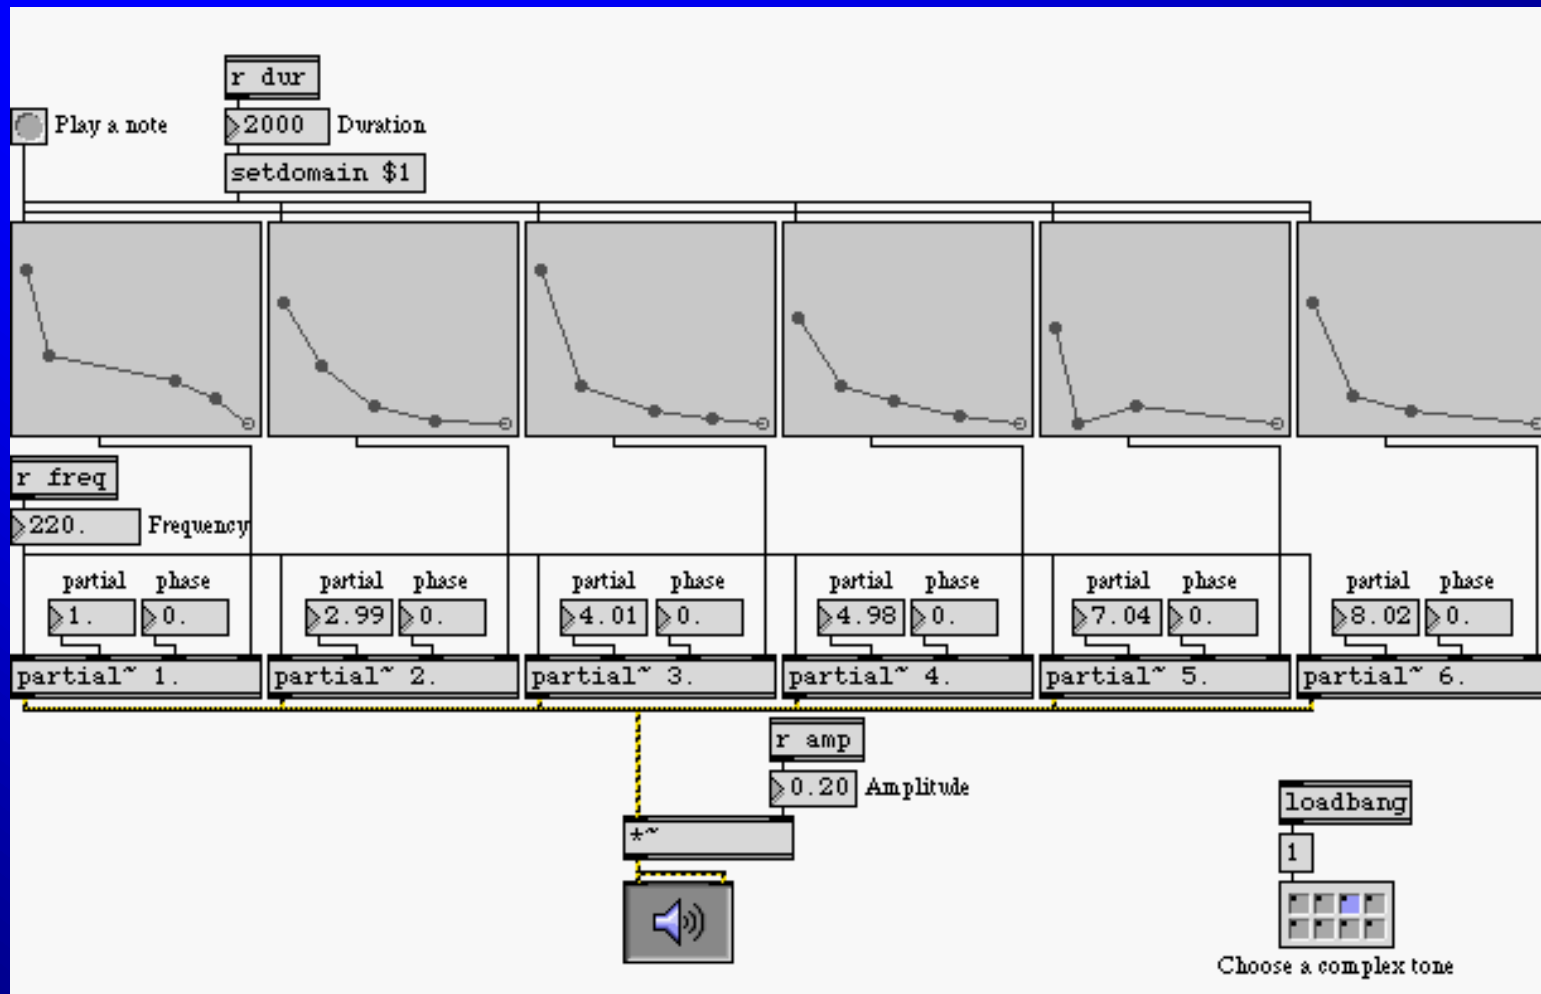 r dur
Play a note
2000 Duration
setdomain $1
r freq
220. Frequency
partial phase partial phase partial phase partial phase partial phase partial phase
1. 0. 2.99 0. 4.01 0. 4.98 0. 7.04 0. 8.02 0.
partial~ 1. partial~ 2. partial~ 3. partial~ 4. partial~ 5. partial~ 6.
r amp
0.20 Amplitude
*~
loadbang
1
Choose a complex tone